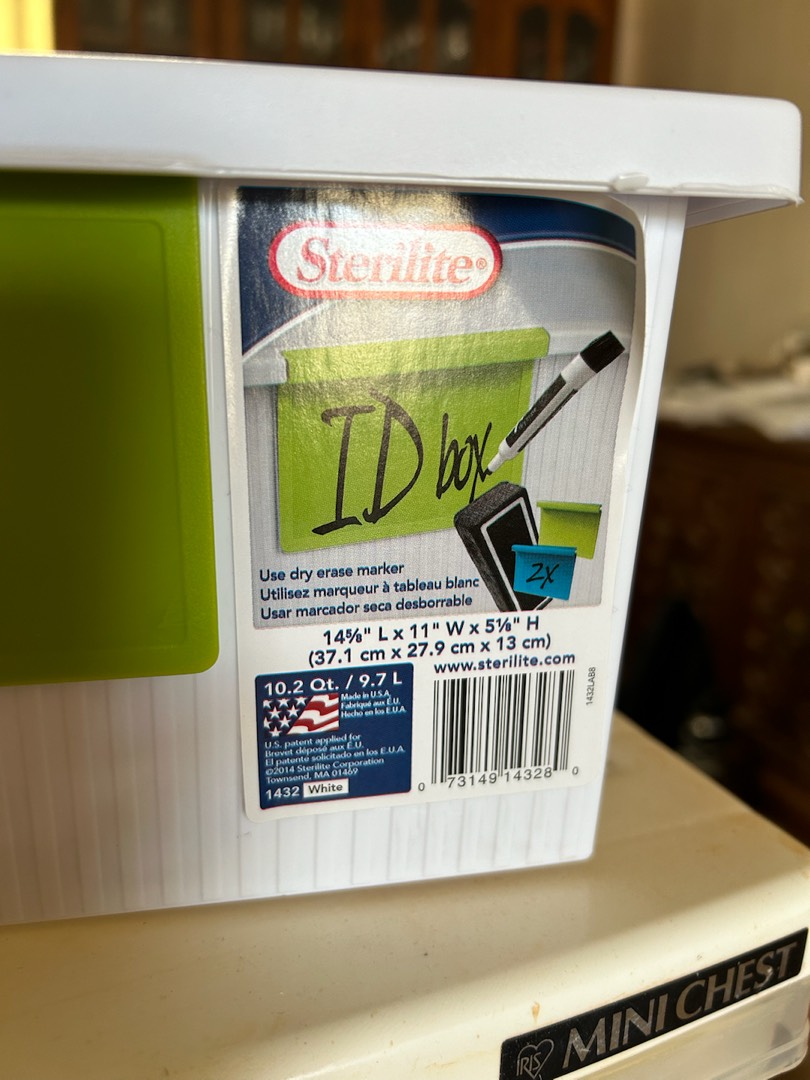 Sterilite®
ID box
2X
Use dry erase marker
Utilisez marqueur à tableau blanc
Usar marcador seca desborrable
14⅝" L x 11" W x 5⅛" H
(37.1 cm x 27.9 cm x 13 cm)
www.sterilite.com
10.2 Qt. / 9.7 L
Made in U.S.A.
Fabriqué aux É.U.
Hecho en los E.U.A.
U.S. patent applied for
Brevet déposé aux É.U.
El patente solicitado en los E.U.A.
©2014 Sterilite Corporation
Townsend, MA 01469
1432 White
1432LAB8
0 73149 14328 0
IRIS MINI CHEST